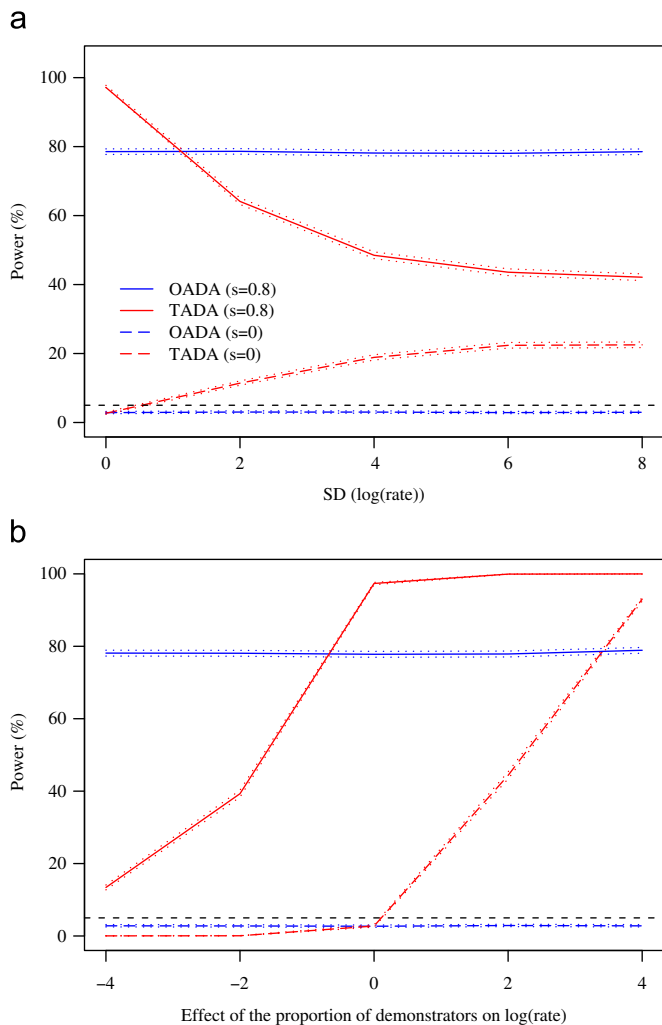 a
100
80
60
40
20
0
Power (%)
OADA (s=0.8)
TADA (s=0.8)
OADA (s=0)
TADA (s=0)
0 2 4 6 8
SD (log(rate))
b
100
80
60
40
20
0
Power (%)
−4 −2 0 2 4
Effect of the proportion of demonstrators on log(rate)